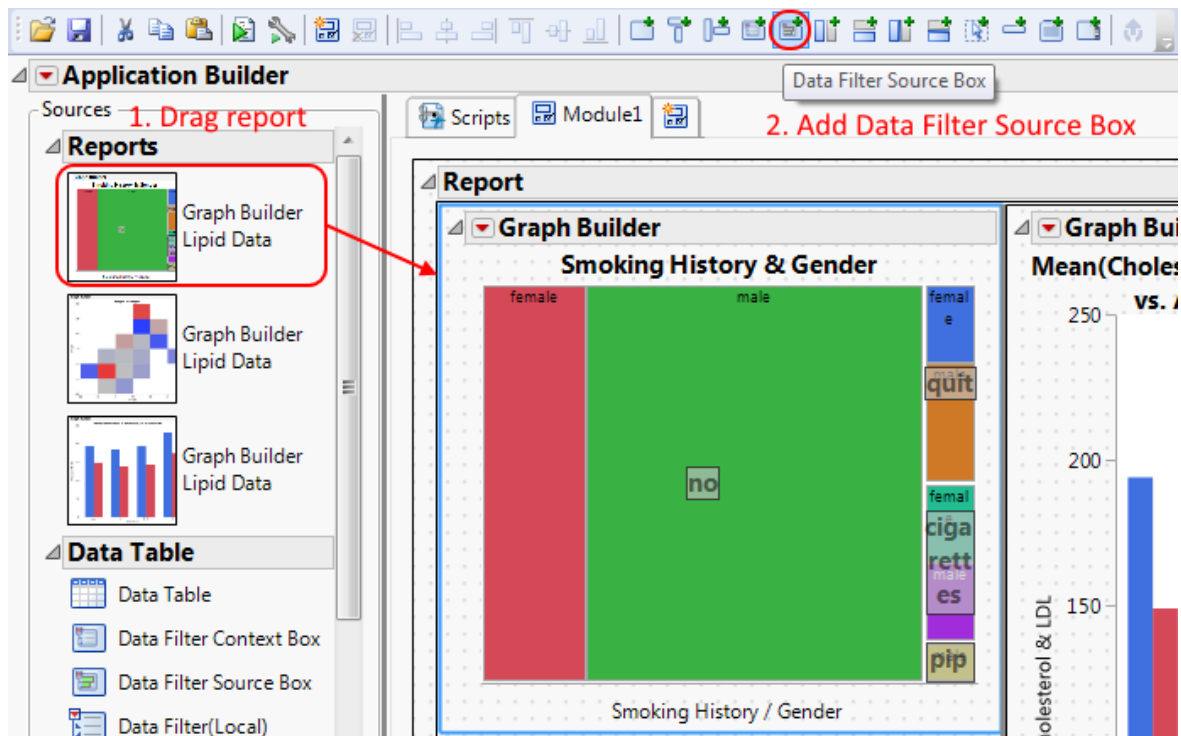 Application Builder
Data Filter Source Box
Sources
1. Drag report
Scripts
Module1
2. Add Data Filter Source Box
Reports
Graph Builder
Lipid Data
Graph Builder
Lipid Data
Graph Builder
Lipid Data
Data Table
Data Table
Data Filter Context Box
Data Filter Source Box
Data Filter(Local)
Report
Graph Builder
Smoking History & Gender
female
male
femal
e
male
quit
no
femal
e
ciga
rett
male
es
male
pip
Smoking History / Gender
Graph Bui
Mean(Choles
vs.
250
200
150
olesterol & LDL